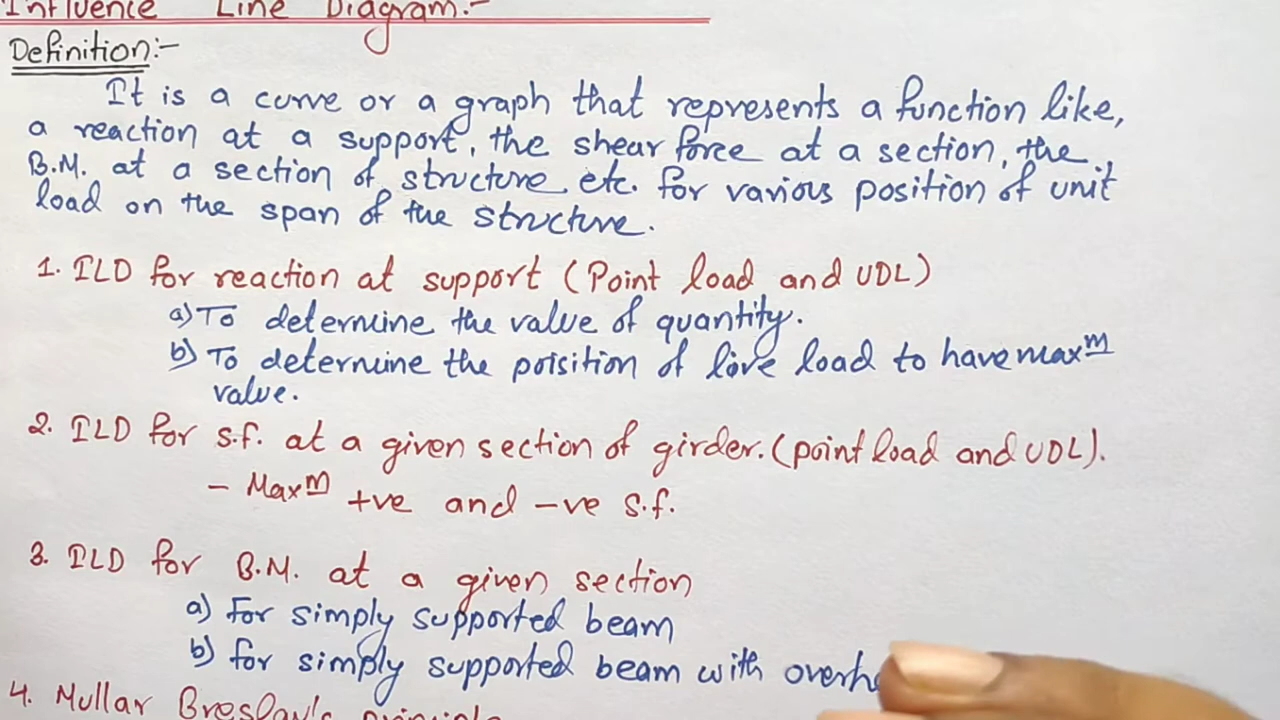 Influence Line Diagram:-
Definition:-
It is a curve or a graph that represents a function like,
a reaction at a support, the shear force at a section, the
B.M. at a section of structure etc. for various position of unit
load on the span of the structure.
1. ILD for reaction at support (Point load and UDL)
a) To determine the value of quantity.
b) To determine the poisition of live load to have maxᵐ
value.
2. ILD for s.f. at a given section of girder. (point load and UDL).
- Maxᵐ +ve and -ve s.f.
3. ILD for B.M. at a given section
a) for simply supported beam
b) for simply supported beam with
4. Mullar Breslau's principle